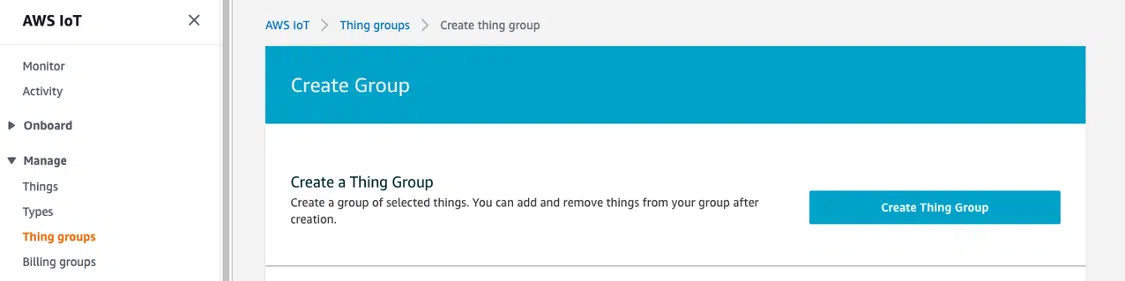 AWS IoT
Monitor
Activity
Onboard
Manage
Things
Types
Thing groups
Billing groups
AWS IoT Thing groups Create thing group
Create Group
Create a Thing Group
Create a group of selected things. You can add and remove things from your group after
creation.
Create Thing Group